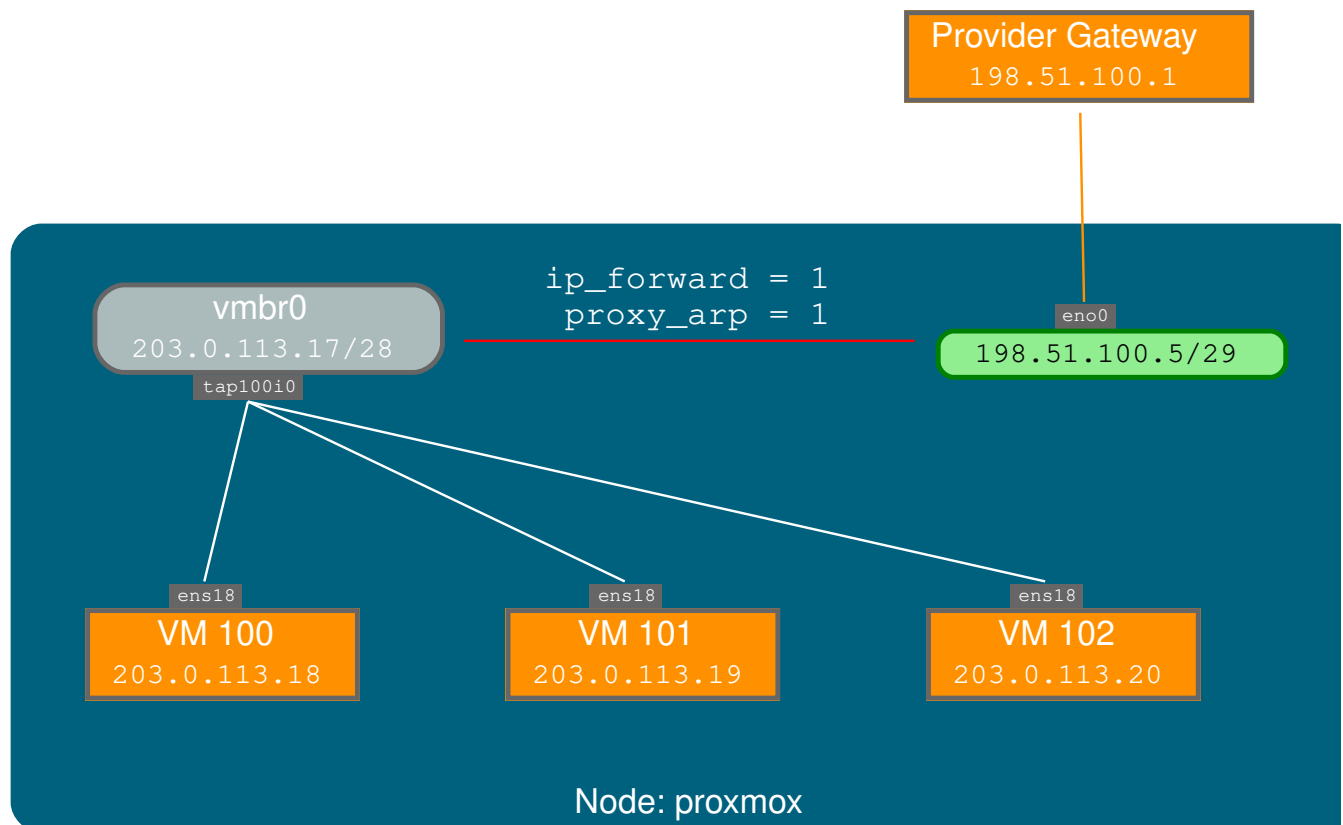 Provider Gateway
198.51.100.1
ip_forward = 1
proxy_arp = 1
vmbr0
203.0.113.17/28
tap100i0
eno0
198.51.100.5/29
ens18
VM 100
203.0.113.18
ens18
VM 101
203.0.113.19
ens18
VM 102
203.0.113.20
Node: proxmox